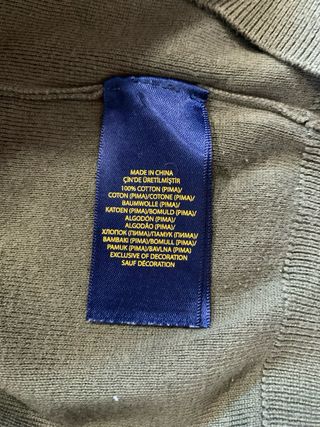 MADE IN CHINA
ÇİN'DE ÜRETİLMİŞTİR
100% COTTON (PIMA)/
COTON (PIMA)/COTONE (PIMA)/
BAUMWOLLE (PIMA)/
KATOEN (PIMA)/BOMULD (PIMA)/
ALGODÓN (PIMA)/
ALGODÃO (PIMA)/
ХЛОПОК (ПИМА)/ПАМУК (ПИМА)/
BAMBAKI (PIMA)/BOMULL (PIMA)/
PAMUK (PIMA)/BAVLNA (PIMA)
EXCLUSIVE OF DECORATION
SAUF DÉCORATION